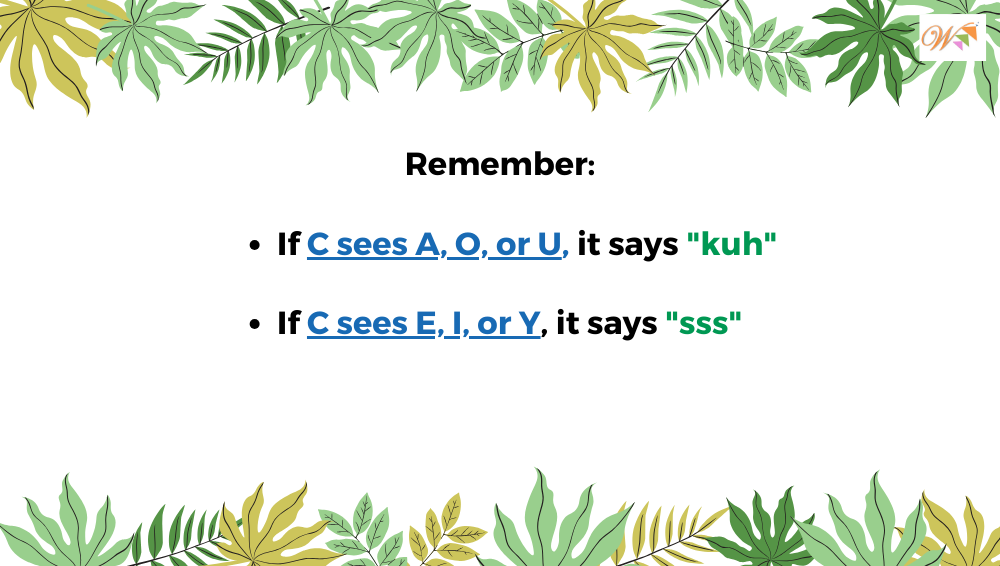 W
Remember:
• If C sees A, O, or U, it says "kuh"
• If C sees E, I, or Y, it says "sss"